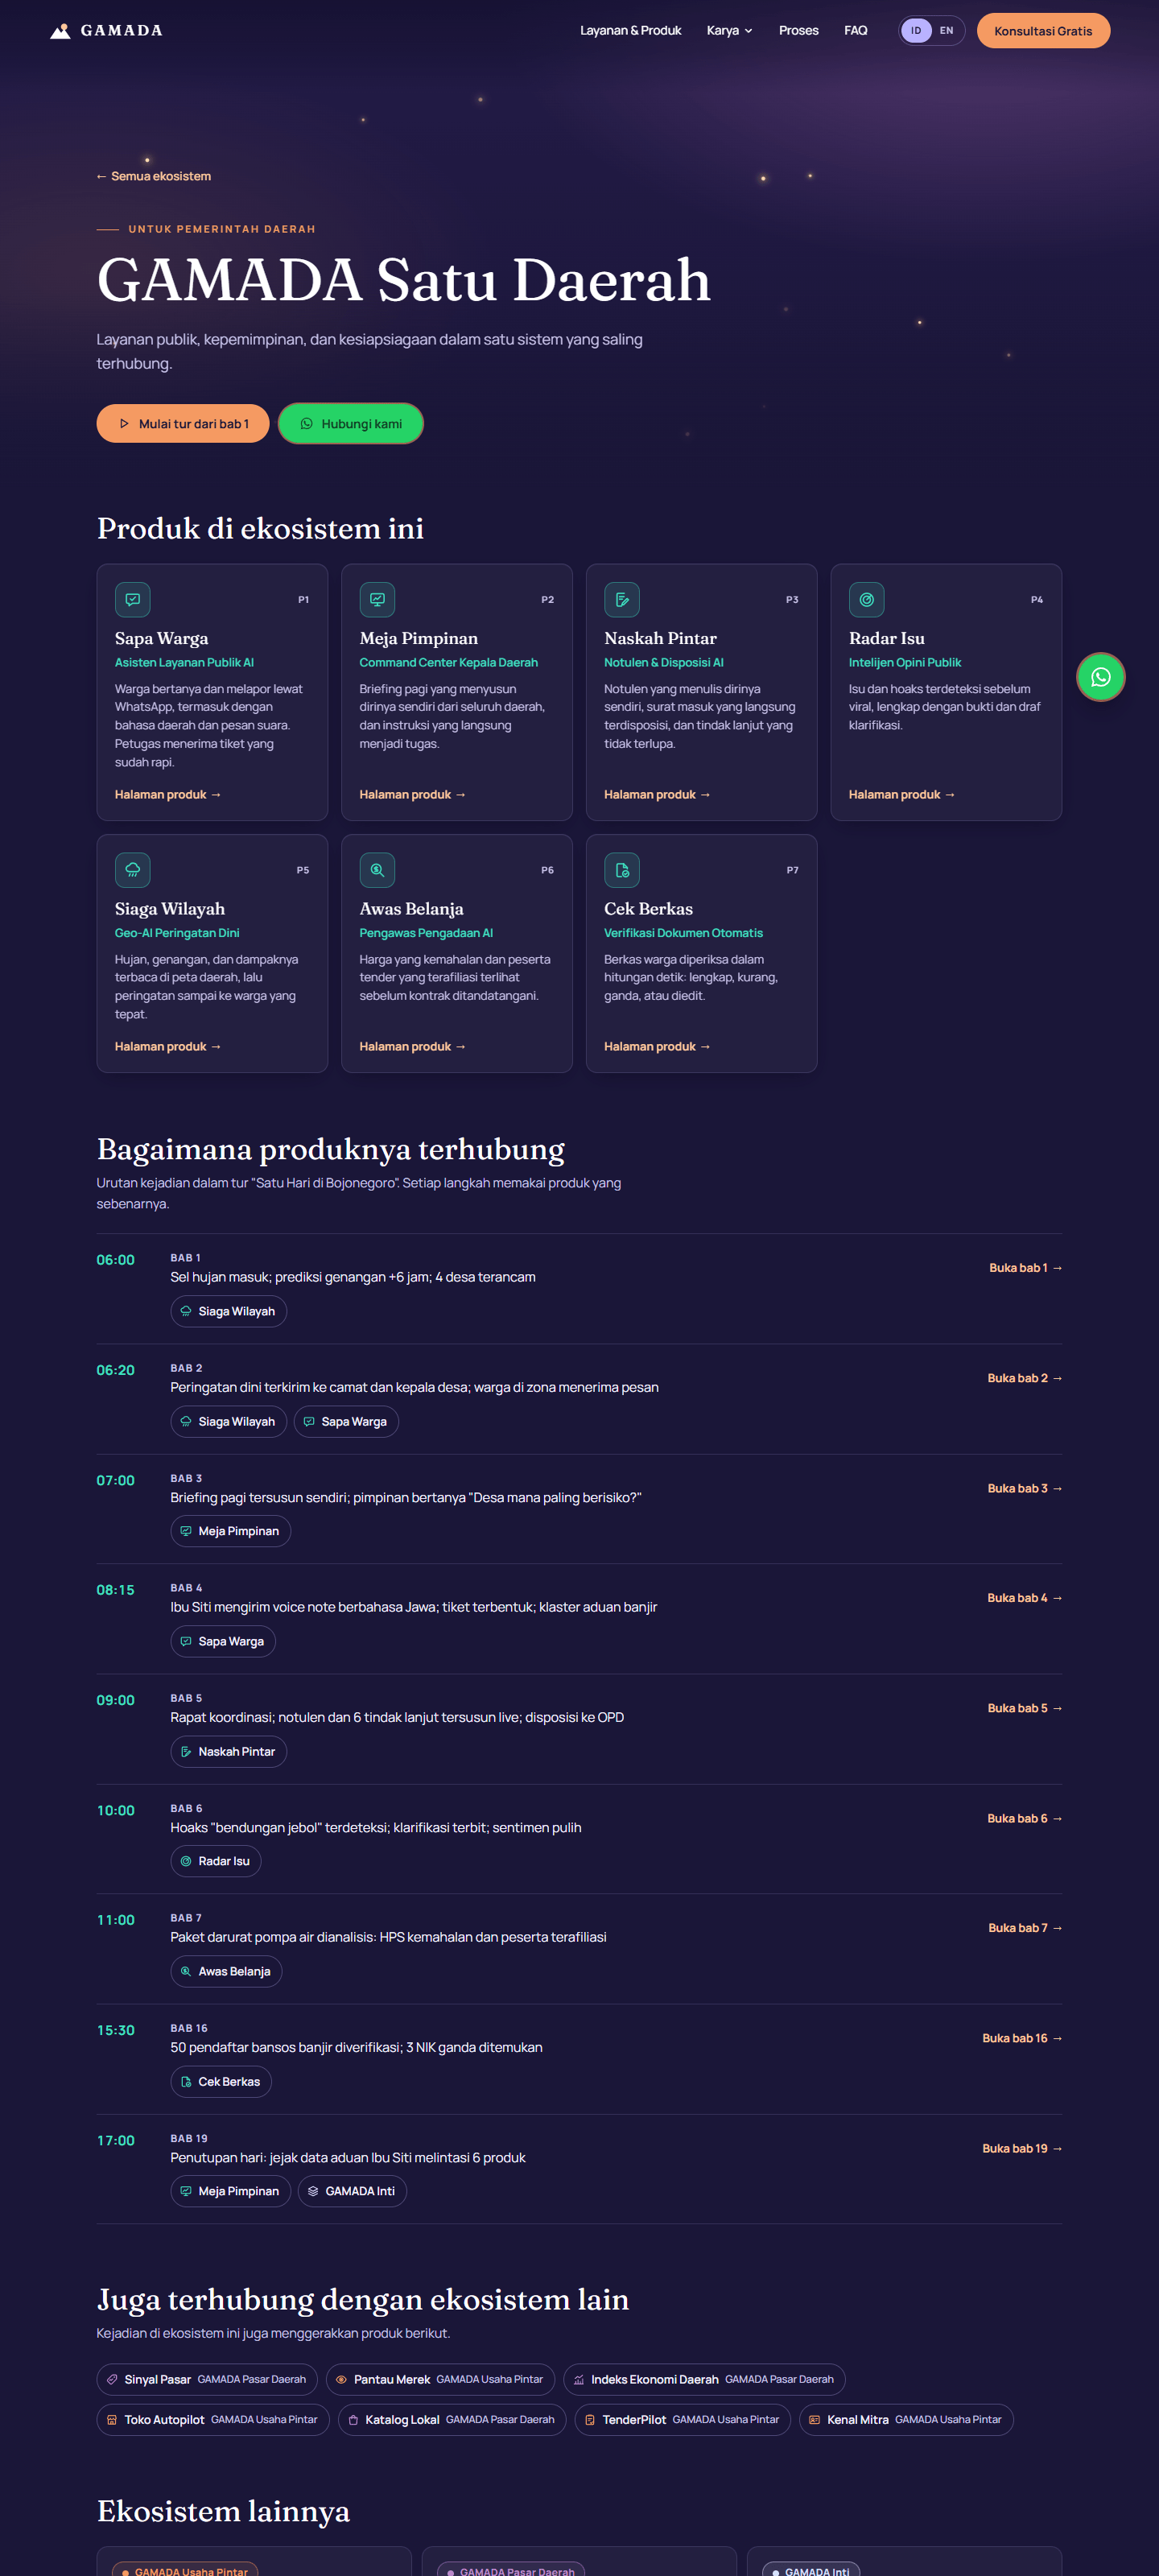 GAMADA
Layanan & Produk
Karya
Proses
FAQ
ID
EN
Konsultasi Gratis
← Semua ekosistem
UNTUK PEMERINTAH DAERAH
GAMADA Satu Daerah
Layanan publik, kepemimpinan, dan kesiapsiagaan dalam satu sistem yang saling
terhubung.
Mulai tur dari bab 1
Hubungi kami
Produk di ekosistem ini
P1
Sapa Warga
Asisten Layanan Publik AI
Warga bertanya dan melapor lewat
WhatsApp, termasuk dengan
bahasa daerah dan pesan suara.
Petugas menerima tiket yang
sudah rapi.
Halaman produk →
P2
Meja Pimpinan
Command Center Kepala Daerah
Briefing pagi yang menyusun
dirinya sendiri dari seluruh daerah,
dan instruksi yang langsung
menjadi tugas.
Halaman produk →
P3
Naskah Pintar
Notulen & Disposisi AI
Notulen yang menulis dirinya
sendiri, surat masuk yang langsung
terdisposisi, dan tindak lanjut yang
tidak terlupa.
Halaman produk →
P4
Radar Isu
Intelijen Opini Publik
Isu dan hoaks terdeteksi sebelum
viral, lengkap dengan bukti dan draf
klarifikasi.
Halaman produk →
P5
Siaga Wilayah
Geo-AI Peringatan Dini
Hujan, genangan, dan dampaknya
terbaca di peta daerah, lalu
peringatan sampai ke warga yang
tepat.
Halaman produk →
P6
Awas Belanja
Pengawas Pengadaan AI
Harga yang kemahalan dan peserta
tender yang terafiliasi terlihat
sebelum kontrak ditandatangani.
Halaman produk →
P7
Cek Berkas
Verifikasi Dokumen Otomatis
Berkas warga diperiksa dalam
hitungan detik: lengkap, kurang,
ganda, atau diedit.
Halaman produk →
Bagaimana produknya terhubung
Urutan kejadian dalam tur "Satu Hari di Bojonegoro". Setiap langkah memakai produk yang
sebenarnya.
06:00
BAB 1
Sel hujan masuk; prediksi genangan +6 jam; 4 desa terancam
Siaga Wilayah
Buka bab 1 →
06:20
BAB 2
Peringatan dini terkirim ke camat dan kepala desa; warga di zona menerima pesan
Siaga Wilayah
Sapa Warga
Buka bab 2 →
07:00
BAB 3
Briefing pagi tersusun sendiri; pimpinan bertanya "Desa mana paling berisiko?"
Meja Pimpinan
Buka bab 3 →
08:15
BAB 4
Ibu Siti mengirim voice note berbahasa Jawa; tiket terbentuk; klaster aduan banjir
Sapa Warga
Buka bab 4 →
09:00
BAB 5
Rapat koordinasi; notulen dan 6 tindak lanjut tersusun live; disposisi ke OPD
Naskah Pintar
Buka bab 5 →
10:00
BAB 6
Hoaks "bendungan jebol" terdeteksi; klarifikasi terbit; sentimen pulih
Radar Isu
Buka bab 6 →
11:00
BAB 7
Paket darurat pompa air dianalisis: HPS kemahalan dan peserta terafiliasi
Awas Belanja
Buka bab 7 →
15:30
BAB 16
50 pendaftar bansos banjir diverifikasi; 3 NIK ganda ditemukan
Cek Berkas
Buka bab 16 →
17:00
BAB 19
Penutupan hari: jejak data aduan Ibu Siti melintasi 6 produk
Meja Pimpinan
GAMADA Inti
Buka bab 19 →
Juga terhubung dengan ekosistem lain
Kejadian di ekosistem ini juga menggerakkan produk berikut.
Sinyal Pasar GAMADA Pasar Daerah
Pantau Merek GAMADA Usaha Pintar
Indeks Ekonomi Daerah GAMADA Pasar Daerah
Toko Autopilot GAMADA Usaha Pintar
Katalog Lokal GAMADA Pasar Daerah
TenderPilot GAMADA Usaha Pintar
Kenal Mitra GAMADA Usaha Pintar
Ekosistem lainnya
GAMADA Usaha Pintar
GAMADA Pasar Daerah
GAMADA Inti